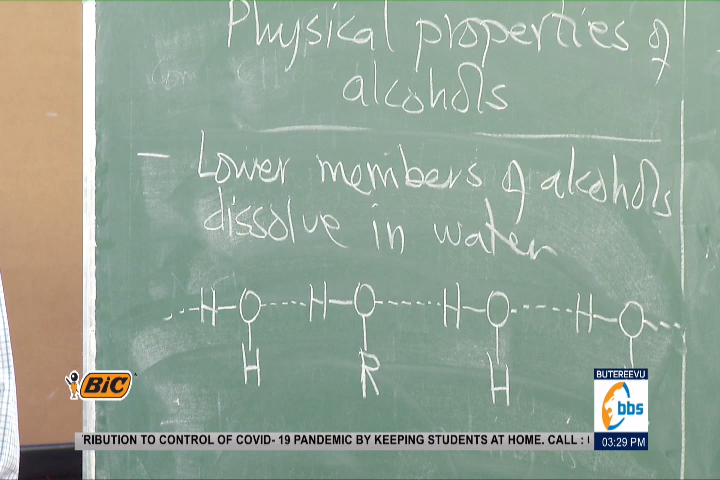 Physical properties of
alcohols
- Lower members of alcohols
dissolve in water
H-O----H-O----H-O----H-O---
H R H
BIC
BUTEREEVU
bbs
RIBUTION TO CONTROL OF COVID- 19 PANDEMIC BY KEEPING STUDENTS AT HOME. CALL :
03:29 PM